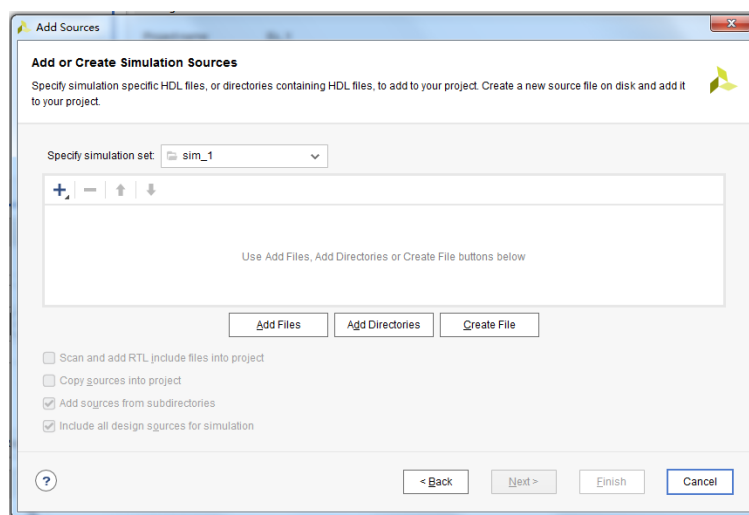 Add Sources
Add or Create Simulation Sources
Specify simulation specific HDL files, or directories containing HDL files, to add to your project. Create a new source file on disk and add it
to your project.
Specify simulation set: sim_1
Use Add Files, Add Directories or Create File buttons below
Add Files Add Directories Create File
Scan and add RTL include files into project
Copy sources into project
Add sources from subdirectories
Include all design sources for simulation
? < Back Next > Finish Cancel